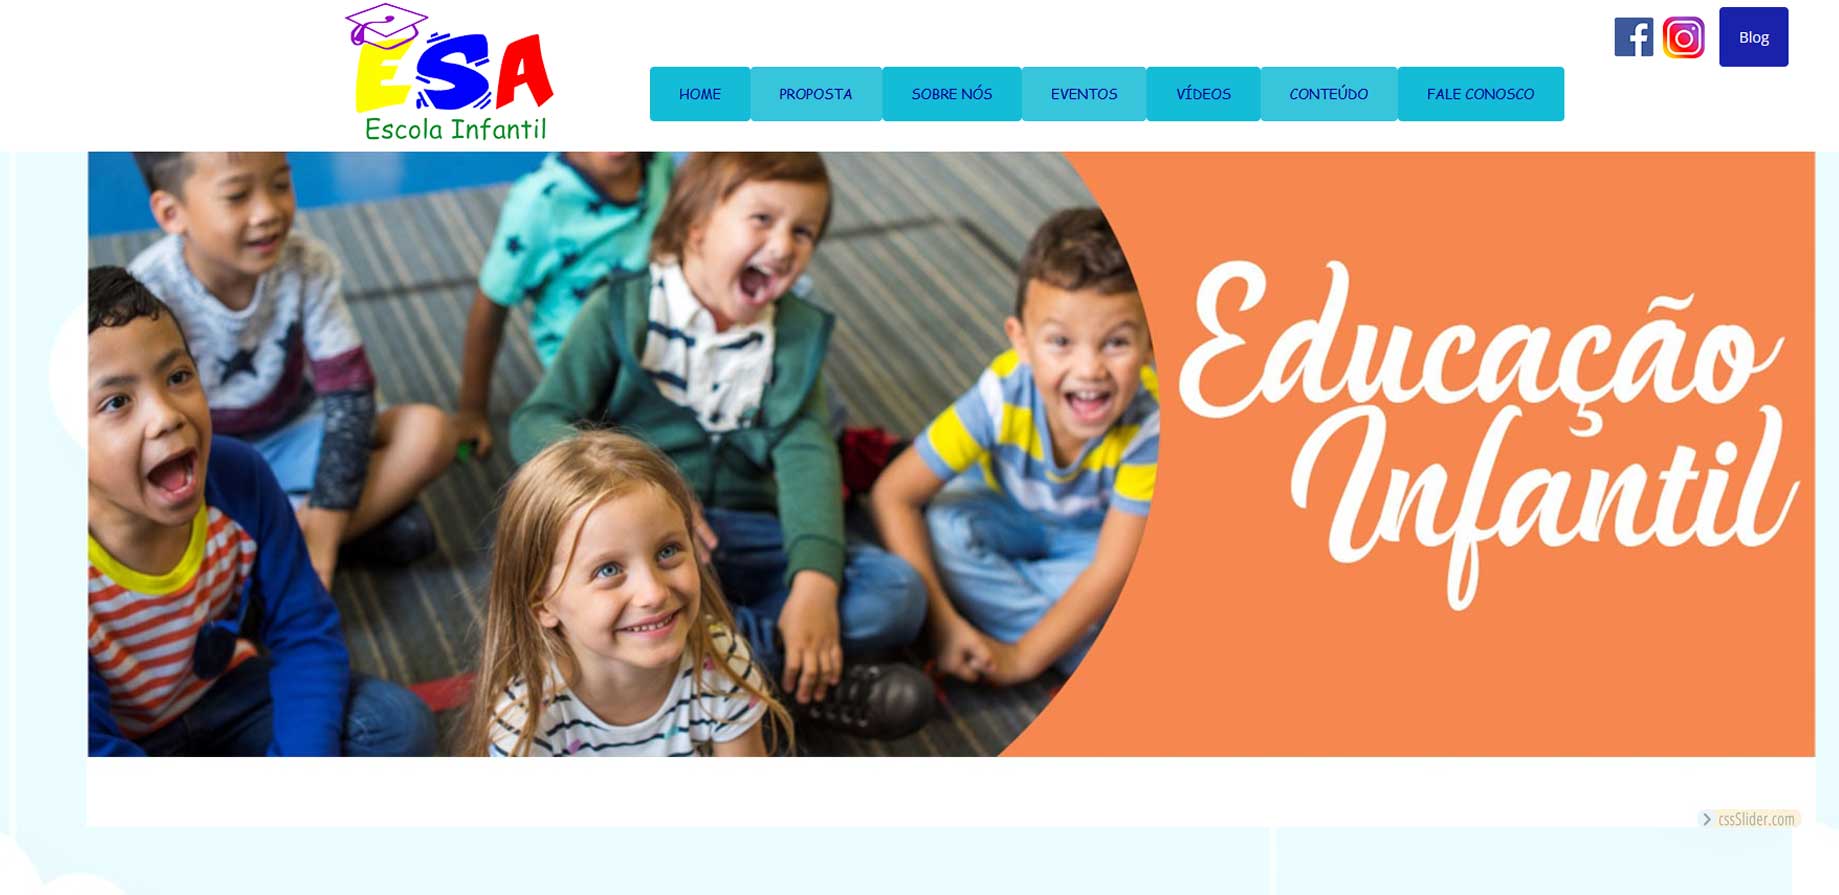 ESA
Escola Infantil
Blog
HOME PROPOSTA SOBRE NÓS EVENTOS VÍDEOS CONTEÚDO FALE CONOSCO
Educação
Infantil
cssSlider.com